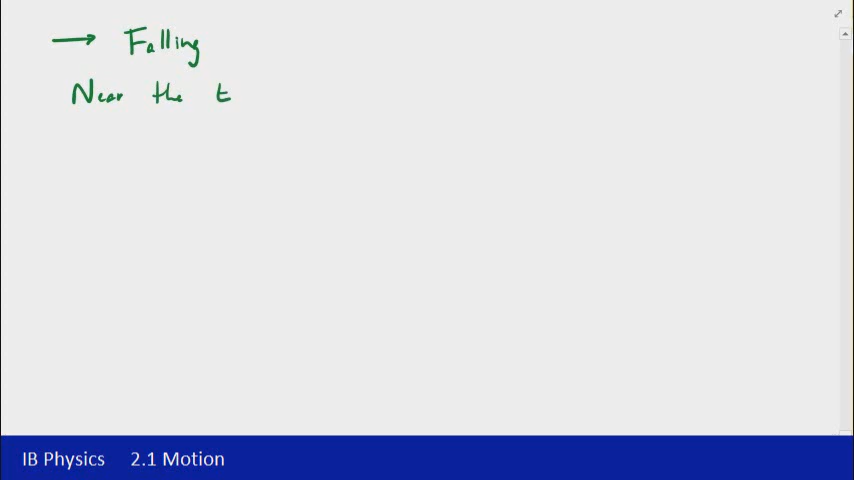 → Falling
Near the t
IB Physics 2.1 Motion